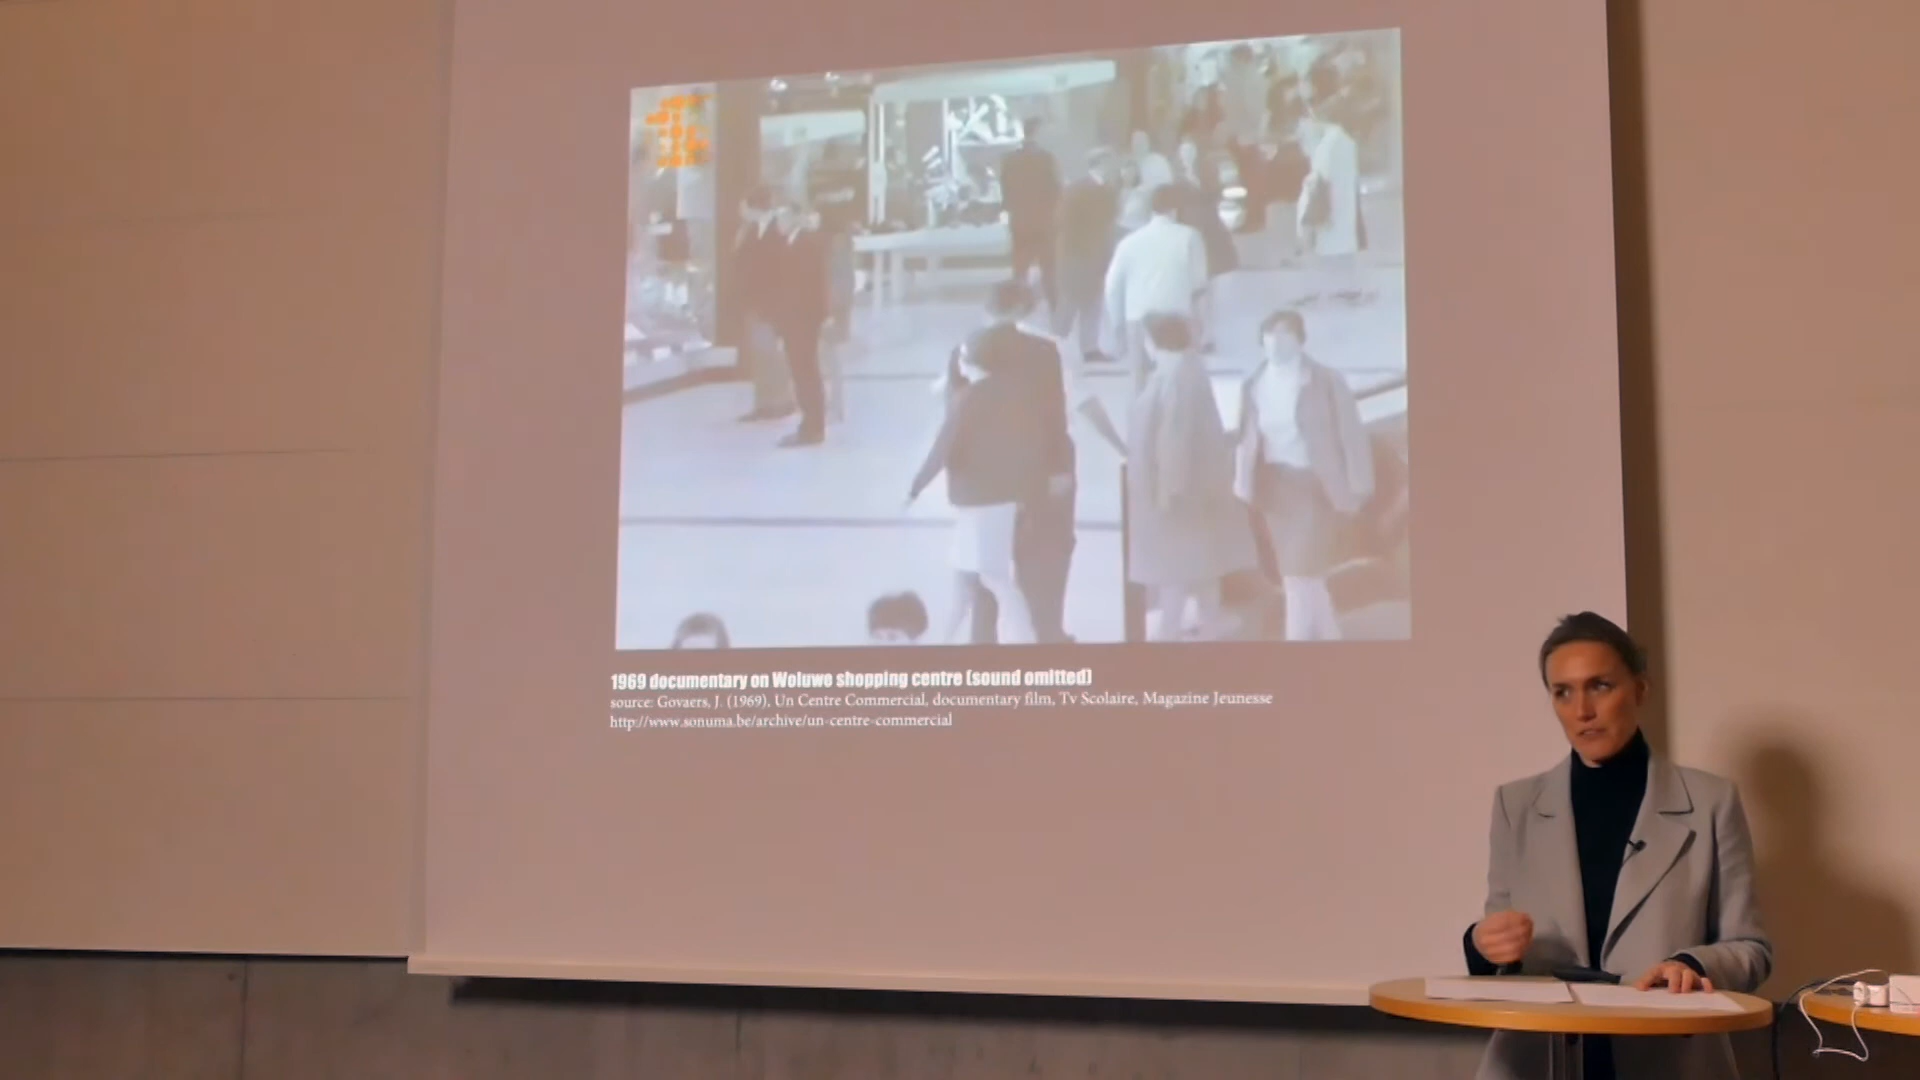 1969 documentary on Woluwe shopping centre (sound omitted)
source: Govaers, J. (1969), Un Centre Commercial, documentary film, Tv Scolaire, Magazine Jeunesse
http://www.sonuma.be/archive/un-centre-commercial